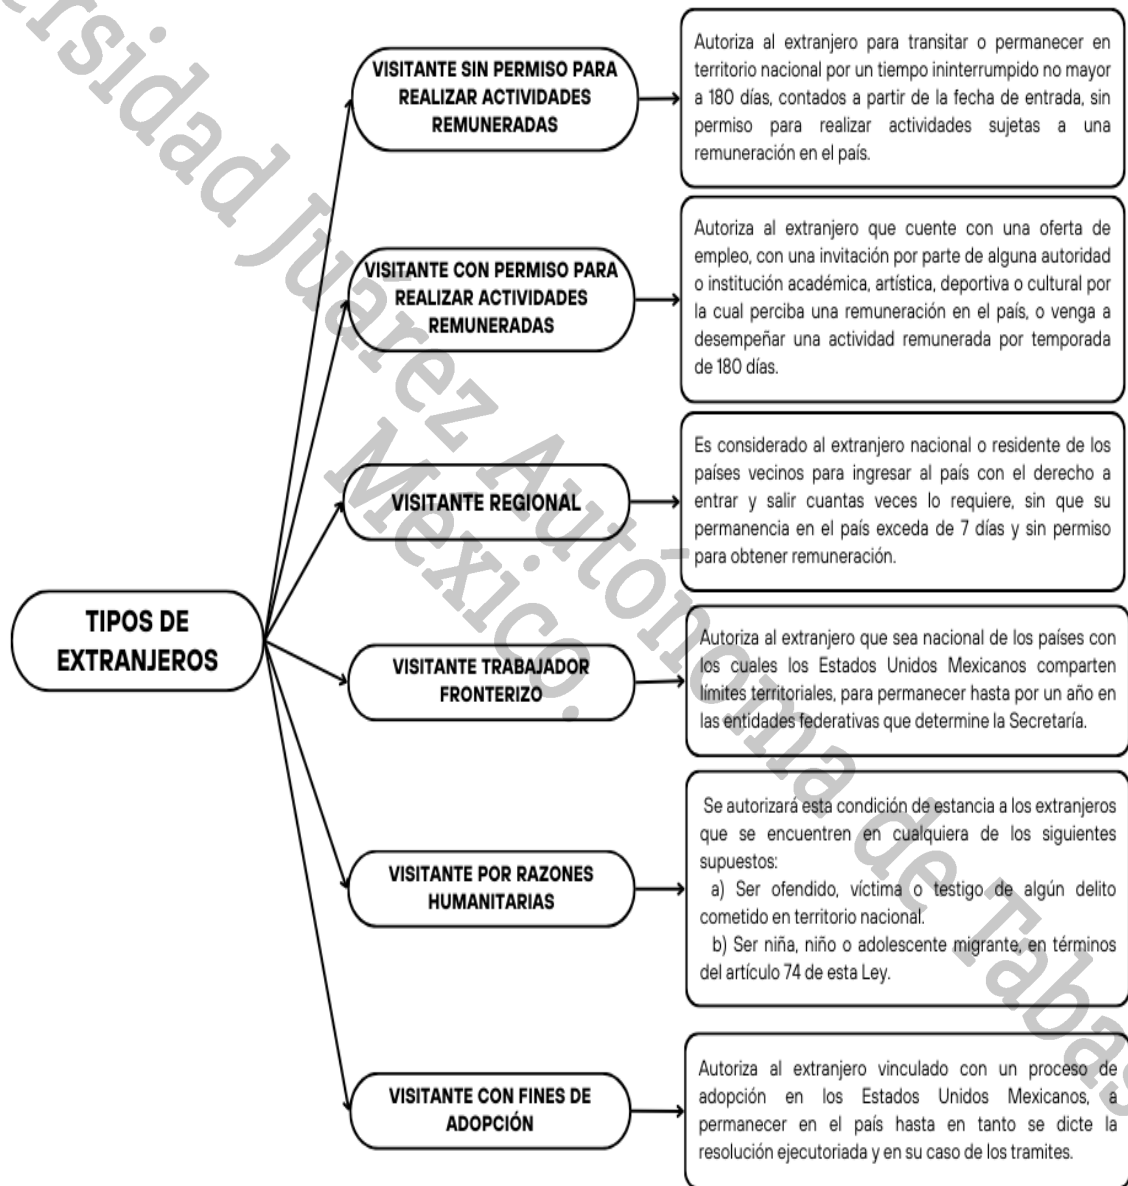 VISITANTE SIN PERMISO PARA
REALIZAR ACTIVIDADES
REMUNERADAS
Autoriza al extranjero para transitar o permanecer en
territorio nacional por un tiempo ininterrumpido no mayor
a 180 días, contados a partir de la fecha de entrada, sin
permiso para realizar actividades sujetas a una
remuneración en el país.
VISITANTE CON PERMISO PARA
REALIZAR ACTIVIDADES
REMUNERADAS
Autoriza al extranjero que cuente con una oferta de
empleo, con una invitación por parte de alguna autoridad
o institución académica, artística, deportiva o cultural por
la cual perciba una remuneración en el país, o venga a
desempeñar una actividad remunerada por temporada
de 180 días.
VISITANTE REGIONAL
Es considerado al extranjero nacional o residente de los
países vecinos para ingresar al país con el derecho a
entrar y salir cuantas veces lo requiere, sin que su
permanencia en el país exceda de 7 días y sin permiso
para obtener remuneración.
TIPOS DE
EXTRANJEROS
VISITANTE TRABAJADOR
FRONTERIZO
Autoriza al extranjero que sea nacional de los países con
los cuales los Estados Unidos Mexicanos comparten
límites territoriales, para permanecer hasta por un año en
las entidades federativas que determine la Secretaría.
VISITANTE POR RAZONES
HUMANITARIAS
Se autorizará esta condición de estancia a los extranjeros
que se encuentren en cualquiera de los siguientes
supuestos:
a) Ser ofendido, víctima o testigo de algún delito
cometido en territorio nacional.
b) Ser niña, niño o adolescente migrante, en términos
del artículo 74 de esta Ley.
VISITANTE CON FINES DE
ADOPCIÓN
Autoriza al extranjero vinculado con un proceso de
adopción en los Estados Unidos Mexicanos, a
permanecer en el país hasta en tanto se dicte la
resolución ejecutoriada y en su caso de los tramites.
ersidad Juárez Autónoma de Tabas
Mexico.